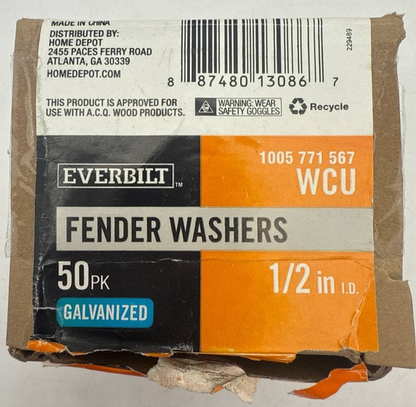 MADE IN CHINA
DISTRIBUTED BY:
HOME DEPOT
2455 PACES FERRY ROAD
ATLANTA, GA 30339
HOMEDEPOT.COM
8 87480 13086 7
229489
THIS PRODUCT IS APPROVED FOR
USE WITH A.C.Q. WOOD PRODUCTS.
WARNING: WEAR
SAFETY GOGGLES
Recycle
EVERBILT™
1005 771 567
WCU
FENDER WASHERS
50PK
1/2 in I.D.
GALVANIZED